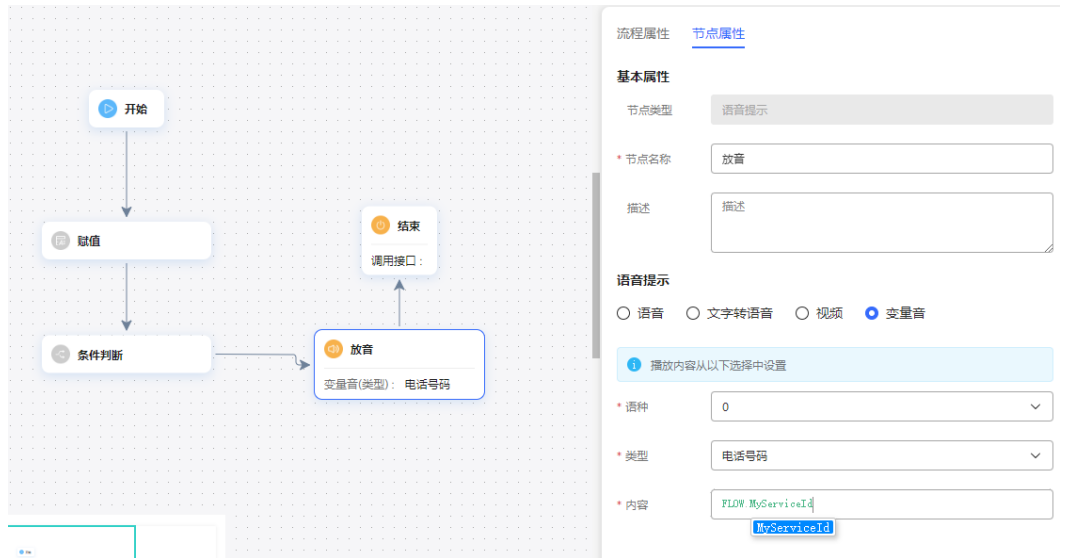 开始
赋值
条件判断
结束
调用接口：
放音
变量音(类型)： 电话号码
流程属性 节点属性
基本属性
节点类型 语音提示
* 节点名称 放音
描述 描述
语音提示
语音 文字转语音 视频 变量音
播放内容从以下选择中设置
* 语种 0
* 类型 电话号码
* 内容 FLOW.MyServiceId
MyServiceId